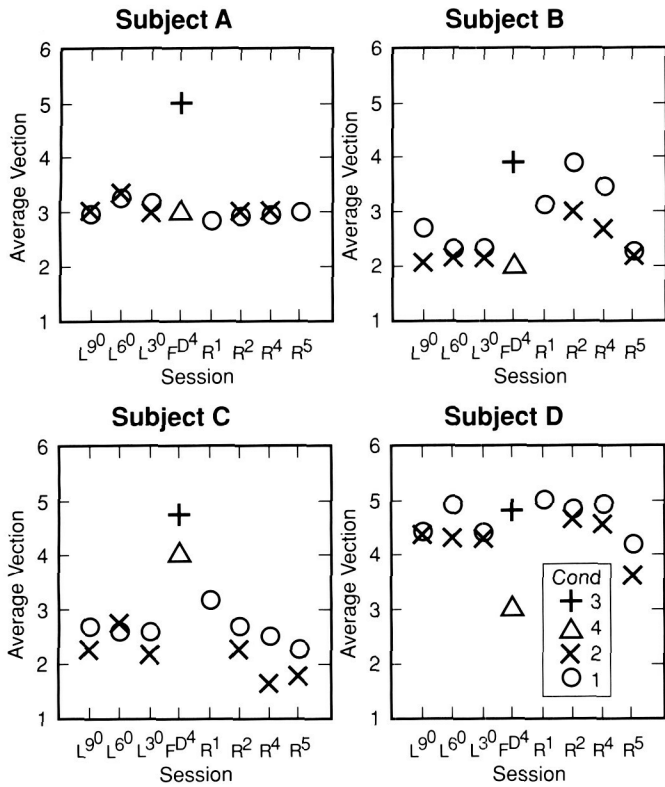 Subject A
6
5
4
3
2
1
Average Vection
L⁹⁰ L⁶⁰ L³⁰ Fᴰ⁴ R¹ R² R⁴ R⁵
Session
Subject B
6
5
4
3
2
1
Average Vection
L⁹⁰ L⁶⁰ L³⁰ Fᴰ⁴ R¹ R² R⁴ R⁵
Session
Subject C
6
5
4
3
2
1
Average Vection
L⁹⁰ L⁶⁰ L³⁰ Fᴰ⁴ R¹ R² R⁴ R⁵
Session
Subject D
6
5
4
3
2
1
Average Vection
Cond
3
4
2
1
L⁹⁰ L⁶⁰ L³⁰ Fᴰ⁴ R¹ R² R⁴ R⁵
Session